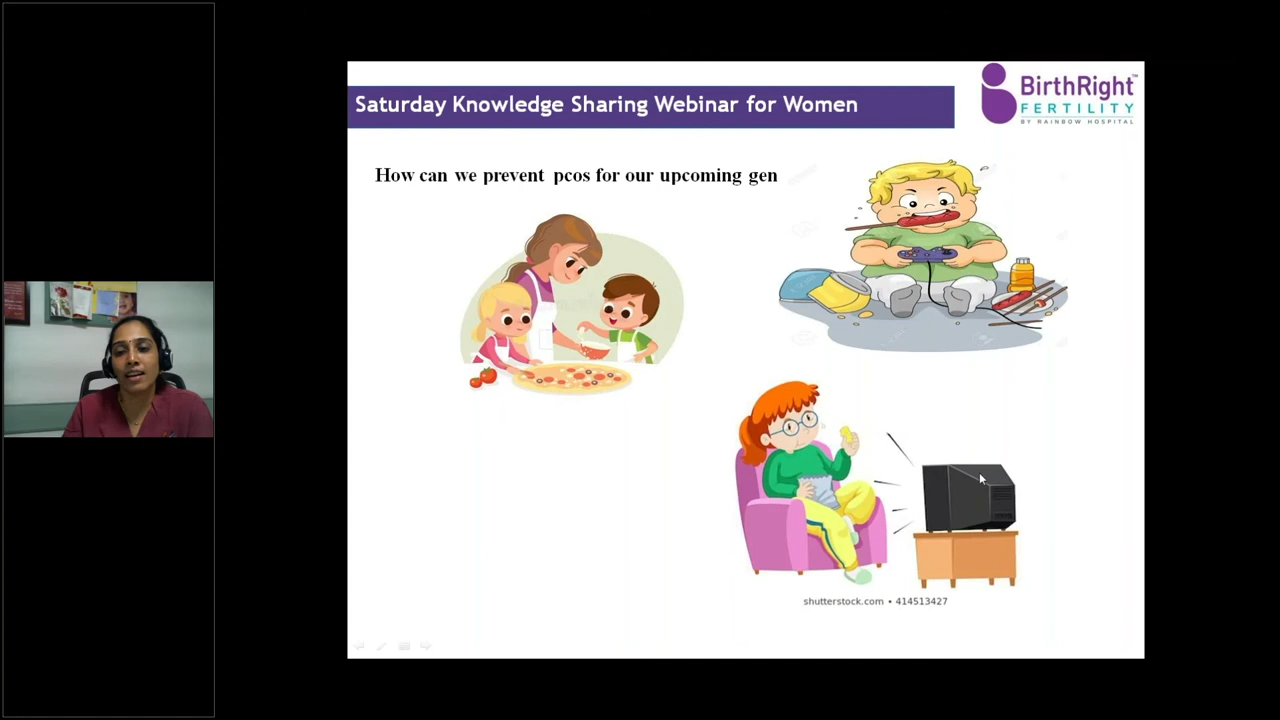 Saturday Knowledge Sharing Webinar for Women
BirthRight™
FERTILITY
BY RAINBOW HOSPITAL
How can we prevent pcos for our upcoming gen
shutterstock.com • 414513427